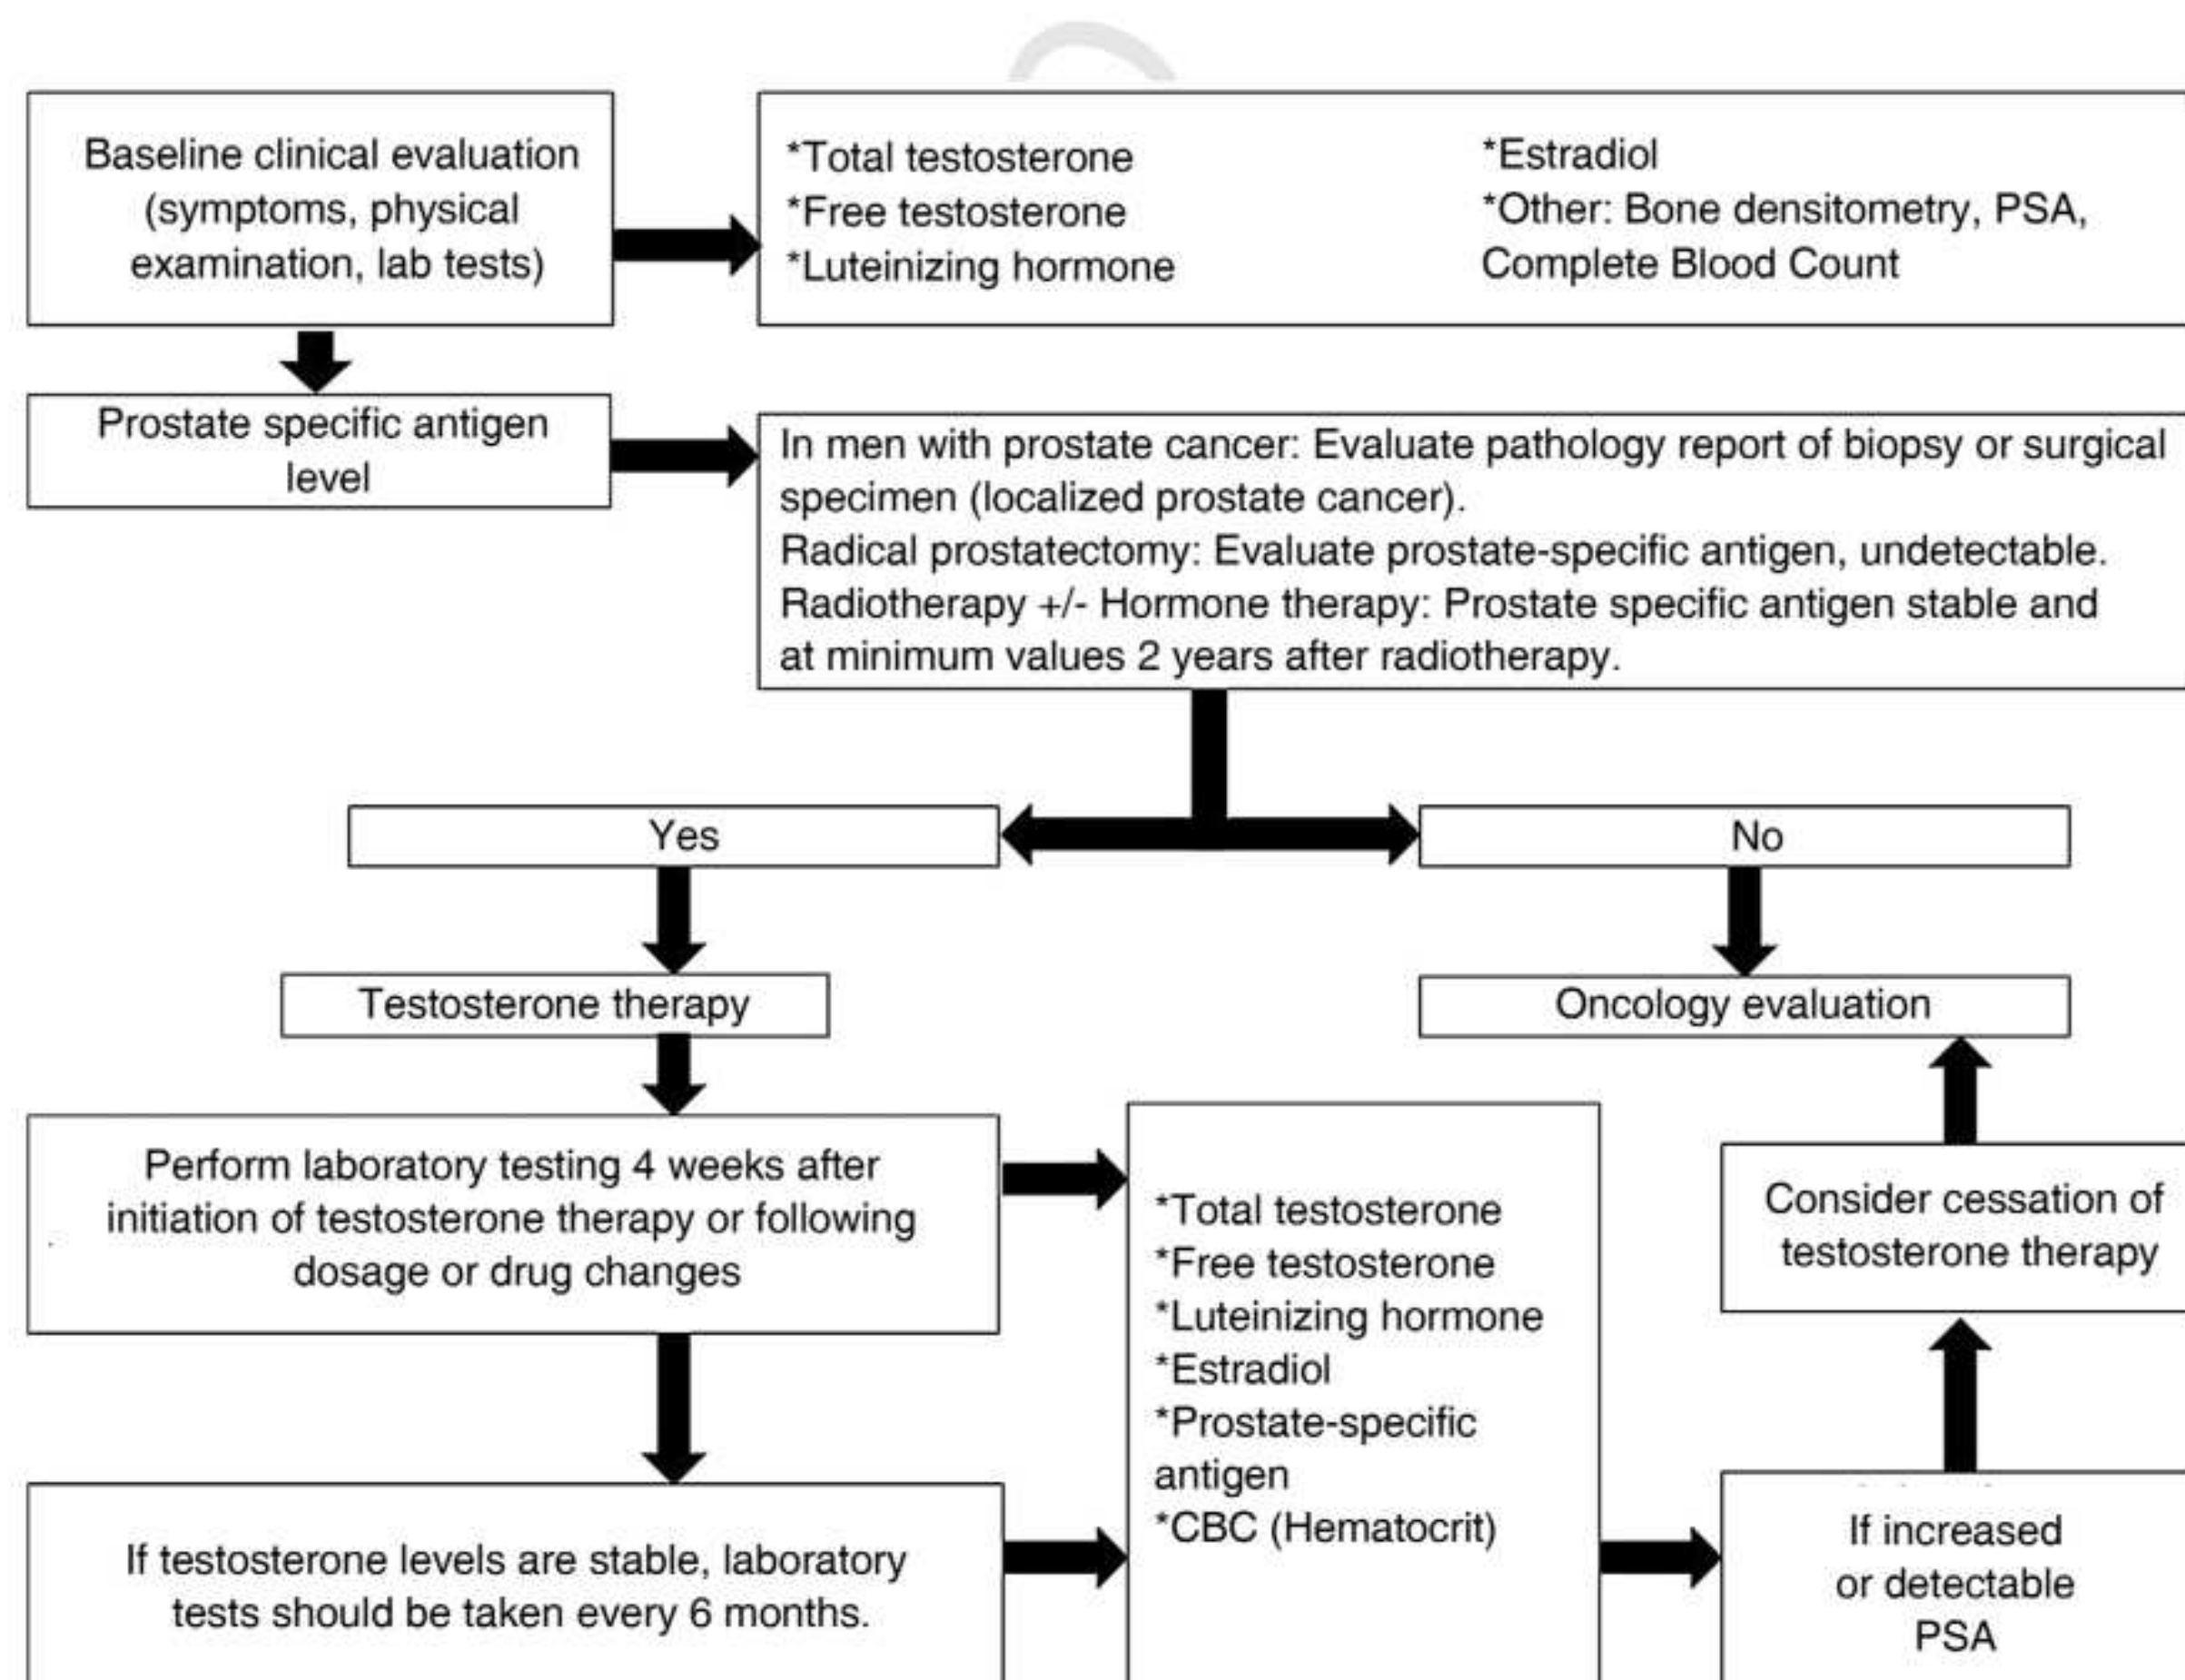 Baseline clinical evaluation
(symptoms, physical
examination, lab tests)
*Total testosterone
*Free testosterone
*Luteinizing hormone
*Estradiol
*Other: Bone densitometry, PSA,
Complete Blood Count
Prostate specific antigen
level
In men with prostate cancer: Evaluate pathology report of biopsy or surgical
specimen (localized prostate cancer).
Radical prostatectomy: Evaluate prostate-specific antigen, undetectable.
Radiotherapy +/- Hormone therapy: Prostate specific antigen stable and
at minimum values 2 years after radiotherapy.
Yes
No
Testosterone therapy
Oncology evaluation
Perform laboratory testing 4 weeks after
initiation of testosterone therapy or following
dosage or drug changes
*Total testosterone
*Free testosterone
*Luteinizing hormone
*Estradiol
*Prostate-specific
antigen
*CBC (Hematocrit)
Consider cessation of
testosterone therapy
If testosterone levels are stable, laboratory
tests should be taken every 6 months.
If increased
or detectable
PSA